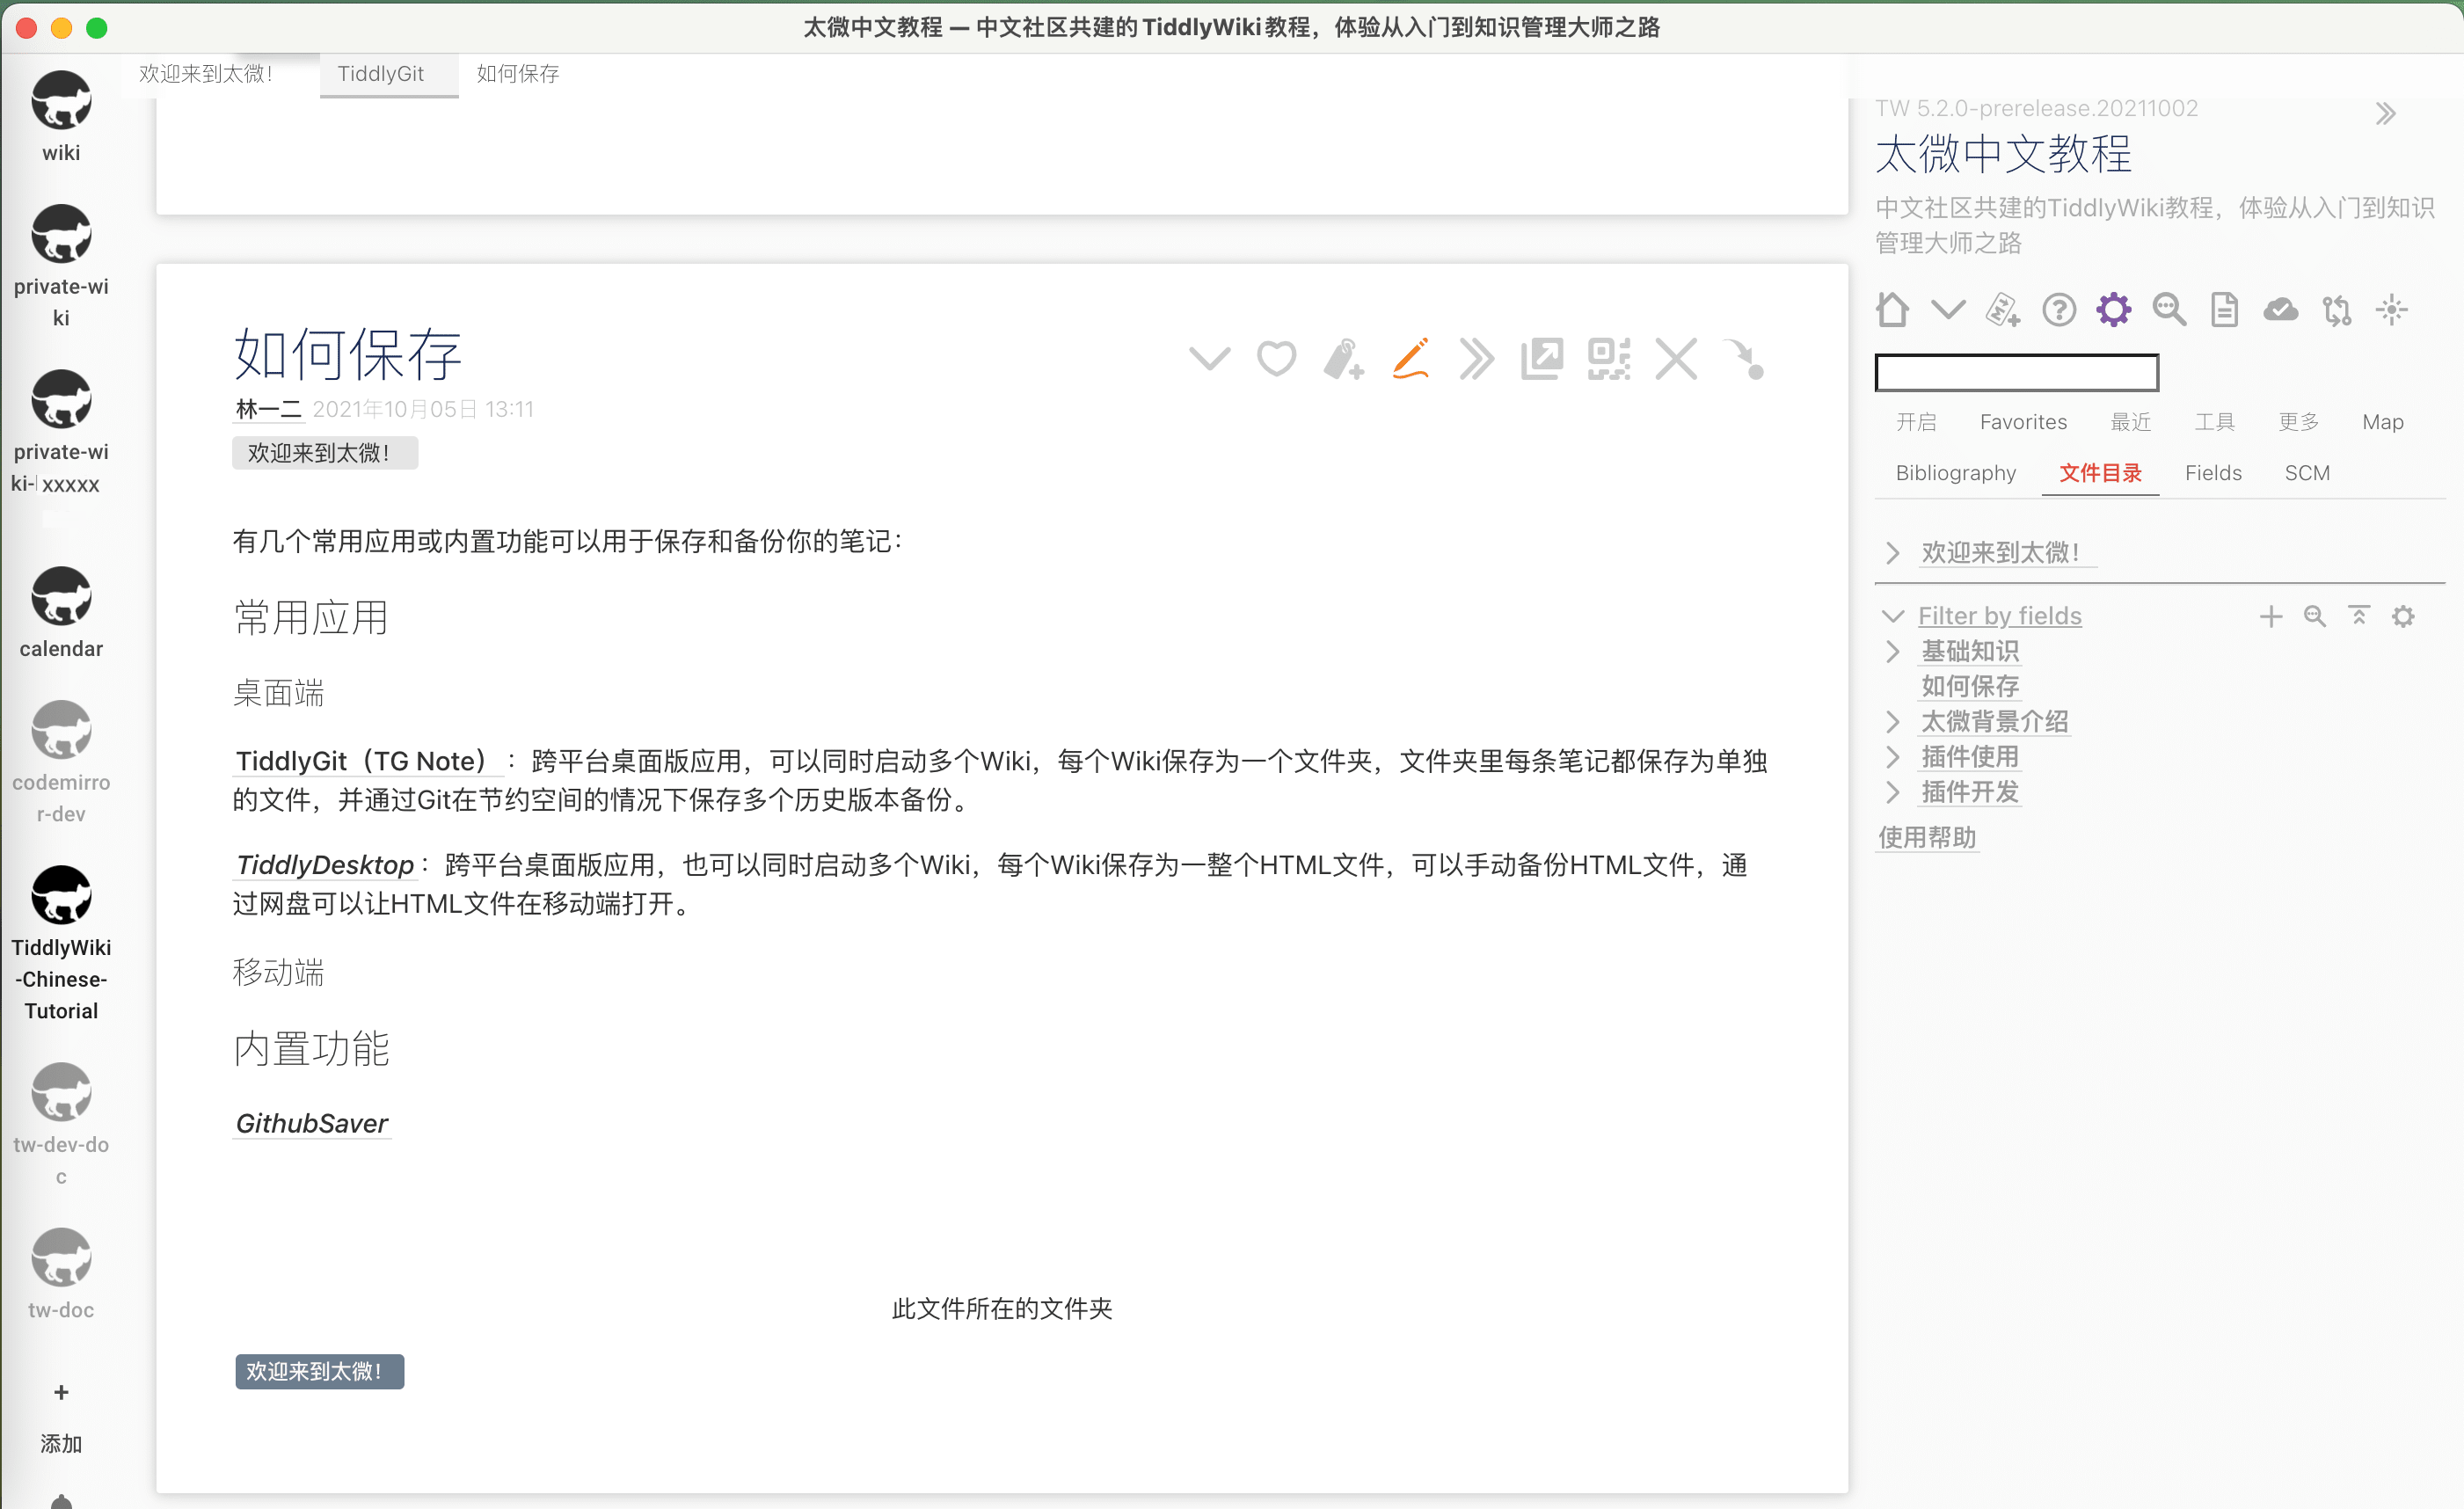 太微中文教程 — 中文社区共建的TiddlyWiki教程，体验从入门到知识管理大师之路
wiki
private-wi
ki
private-wi
ki-
xxxxx
calendar
codemirro
r-dev
TiddlyWiki
-Chinese-
Tutorial
tw-dev-do
c
tw-doc
+
添加
欢迎来到太微！
TiddlyGit
如何保存
如何保存
林一二 2021年10月05日 13:11
欢迎来到太微！
有几个常用应用或内置功能可以用于保存和备份你的笔记：
常用应用
桌面端
TiddlyGit（TG Note）：跨平台桌面版应用，可以同时启动多个Wiki，每个Wiki保存为一个文件夹，文件夹里每条笔记都保存为单独
的文件，并通过Git在节约空间的情况下保存多个历史版本备份。
TiddlyDesktop：跨平台桌面版应用，也可以同时启动多个Wiki，每个Wiki保存为一整个HTML文件，可以手动备份HTML文件，通
过网盘可以让HTML文件在移动端打开。
移动端
内置功能
GithubSaver
此文件所在的文件夹
欢迎来到太微！
TW 5.2.0-prerelease.20211002
太微中文教程
中文社区共建的TiddlyWiki教程，体验从入门到知识
管理大师之路
开启 Favorites 最近 工具 更多 Map
Bibliography 文件目录 Fields SCM
欢迎来到太微！
Filter by fields
基础知识
如何保存
太微背景介绍
插件使用
插件开发
使用帮助